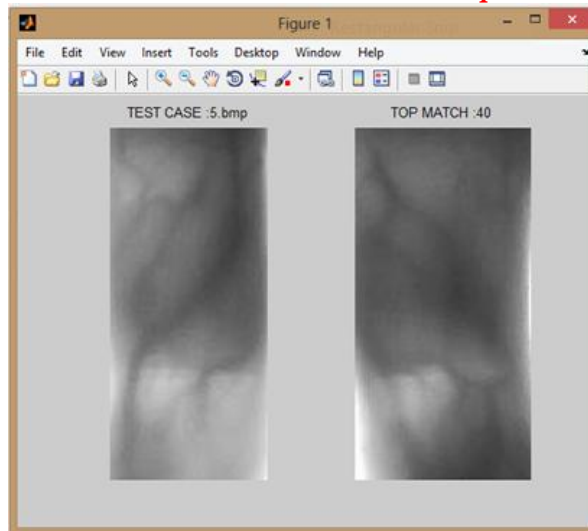 Figure 1
File Edit View Insert Tools Desktop Window Help
TEST CASE :5.bmp
TOP MATCH :40